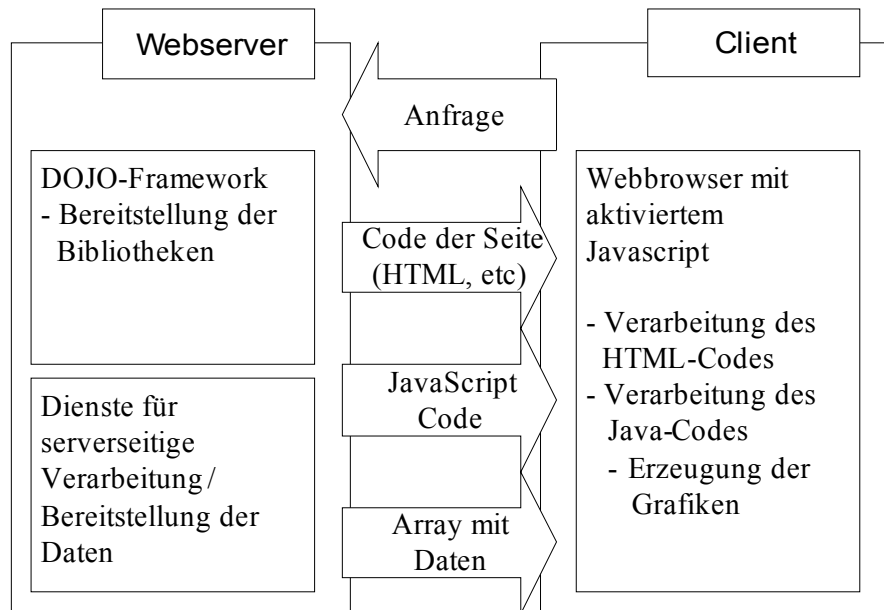 Webserver
Client
Anfrage
DOJO-Framework
- Bereitstellung der
Bibliotheken
Dienste für
serverseitige
Verarbeitung/
Bereitstellung der
Daten
Code der Seite
(HTML, etc)
JavaScript
Code
Array mit
Daten
Webbrowser mit
aktiviertem
Javascript
- Verarbeitung des
HTML-Codes
- Verarbeitung des
Java-Codes
- Erzeugung der
Grafiken